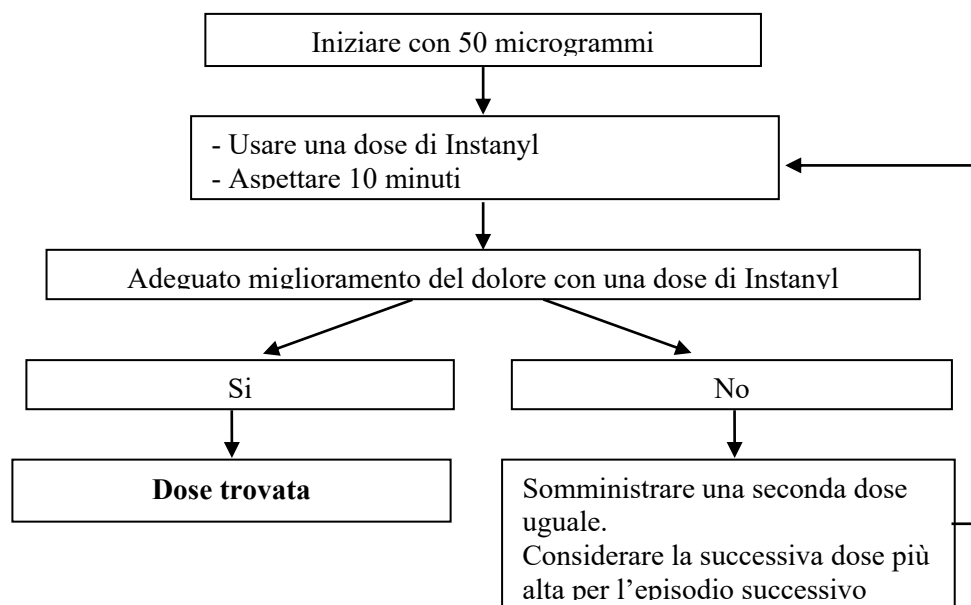 Iniziare con 50 microgrammi
- Usare una dose di Instanyl
- Aspettare 10 minuti
Adeguato miglioramento del dolore con una dose di Instanyl
Si
No
Dose trovata
Somministrare una seconda dose
uguale.
Considerare la successiva dose più
alta per l’episodio successivo